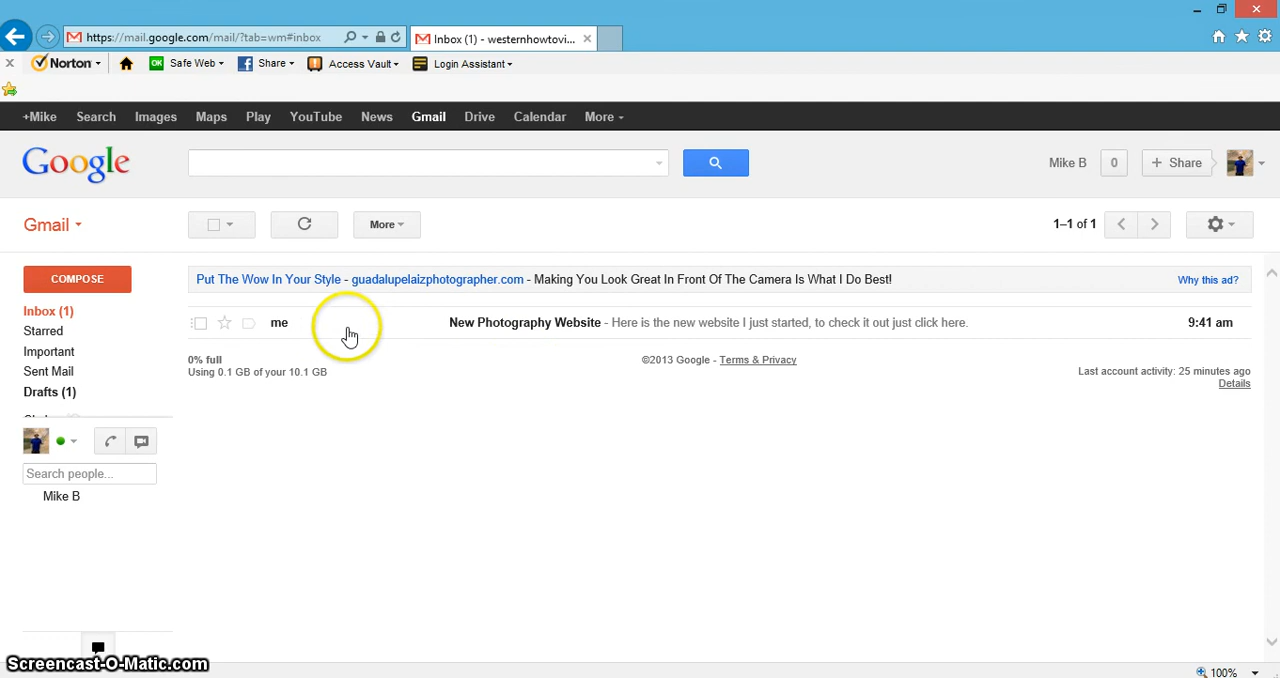 https://mail.google.com/mail/?tab=wm#inbox
Inbox (1) - westernhowtovi...
Norton
OK Safe Web
Share
Access Vault
Login Assistant
+Mike Search Images Maps Play YouTube News Gmail Drive Calendar More
Google
Mike B 0 + Share
Gmail
More
1–1 of 1
COMPOSE
Put The Wow In Your Style - guadalupelaizphotographer.com - Making You Look Great In Front Of The Camera Is What I Do Best! Why this ad?
Inbox (1)
me New Photography Website - Here is the new website I just started, to check it out just click here. 9:41 am
Starred
Important
Sent Mail
Drafts (1)
0% full
Using 0.1 GB of your 10.1 GB
©2013 Google - Terms & Privacy
Last account activity: 25 minutes ago
Details
Search people...
Mike B
Screencast-O-Matic.com
100%